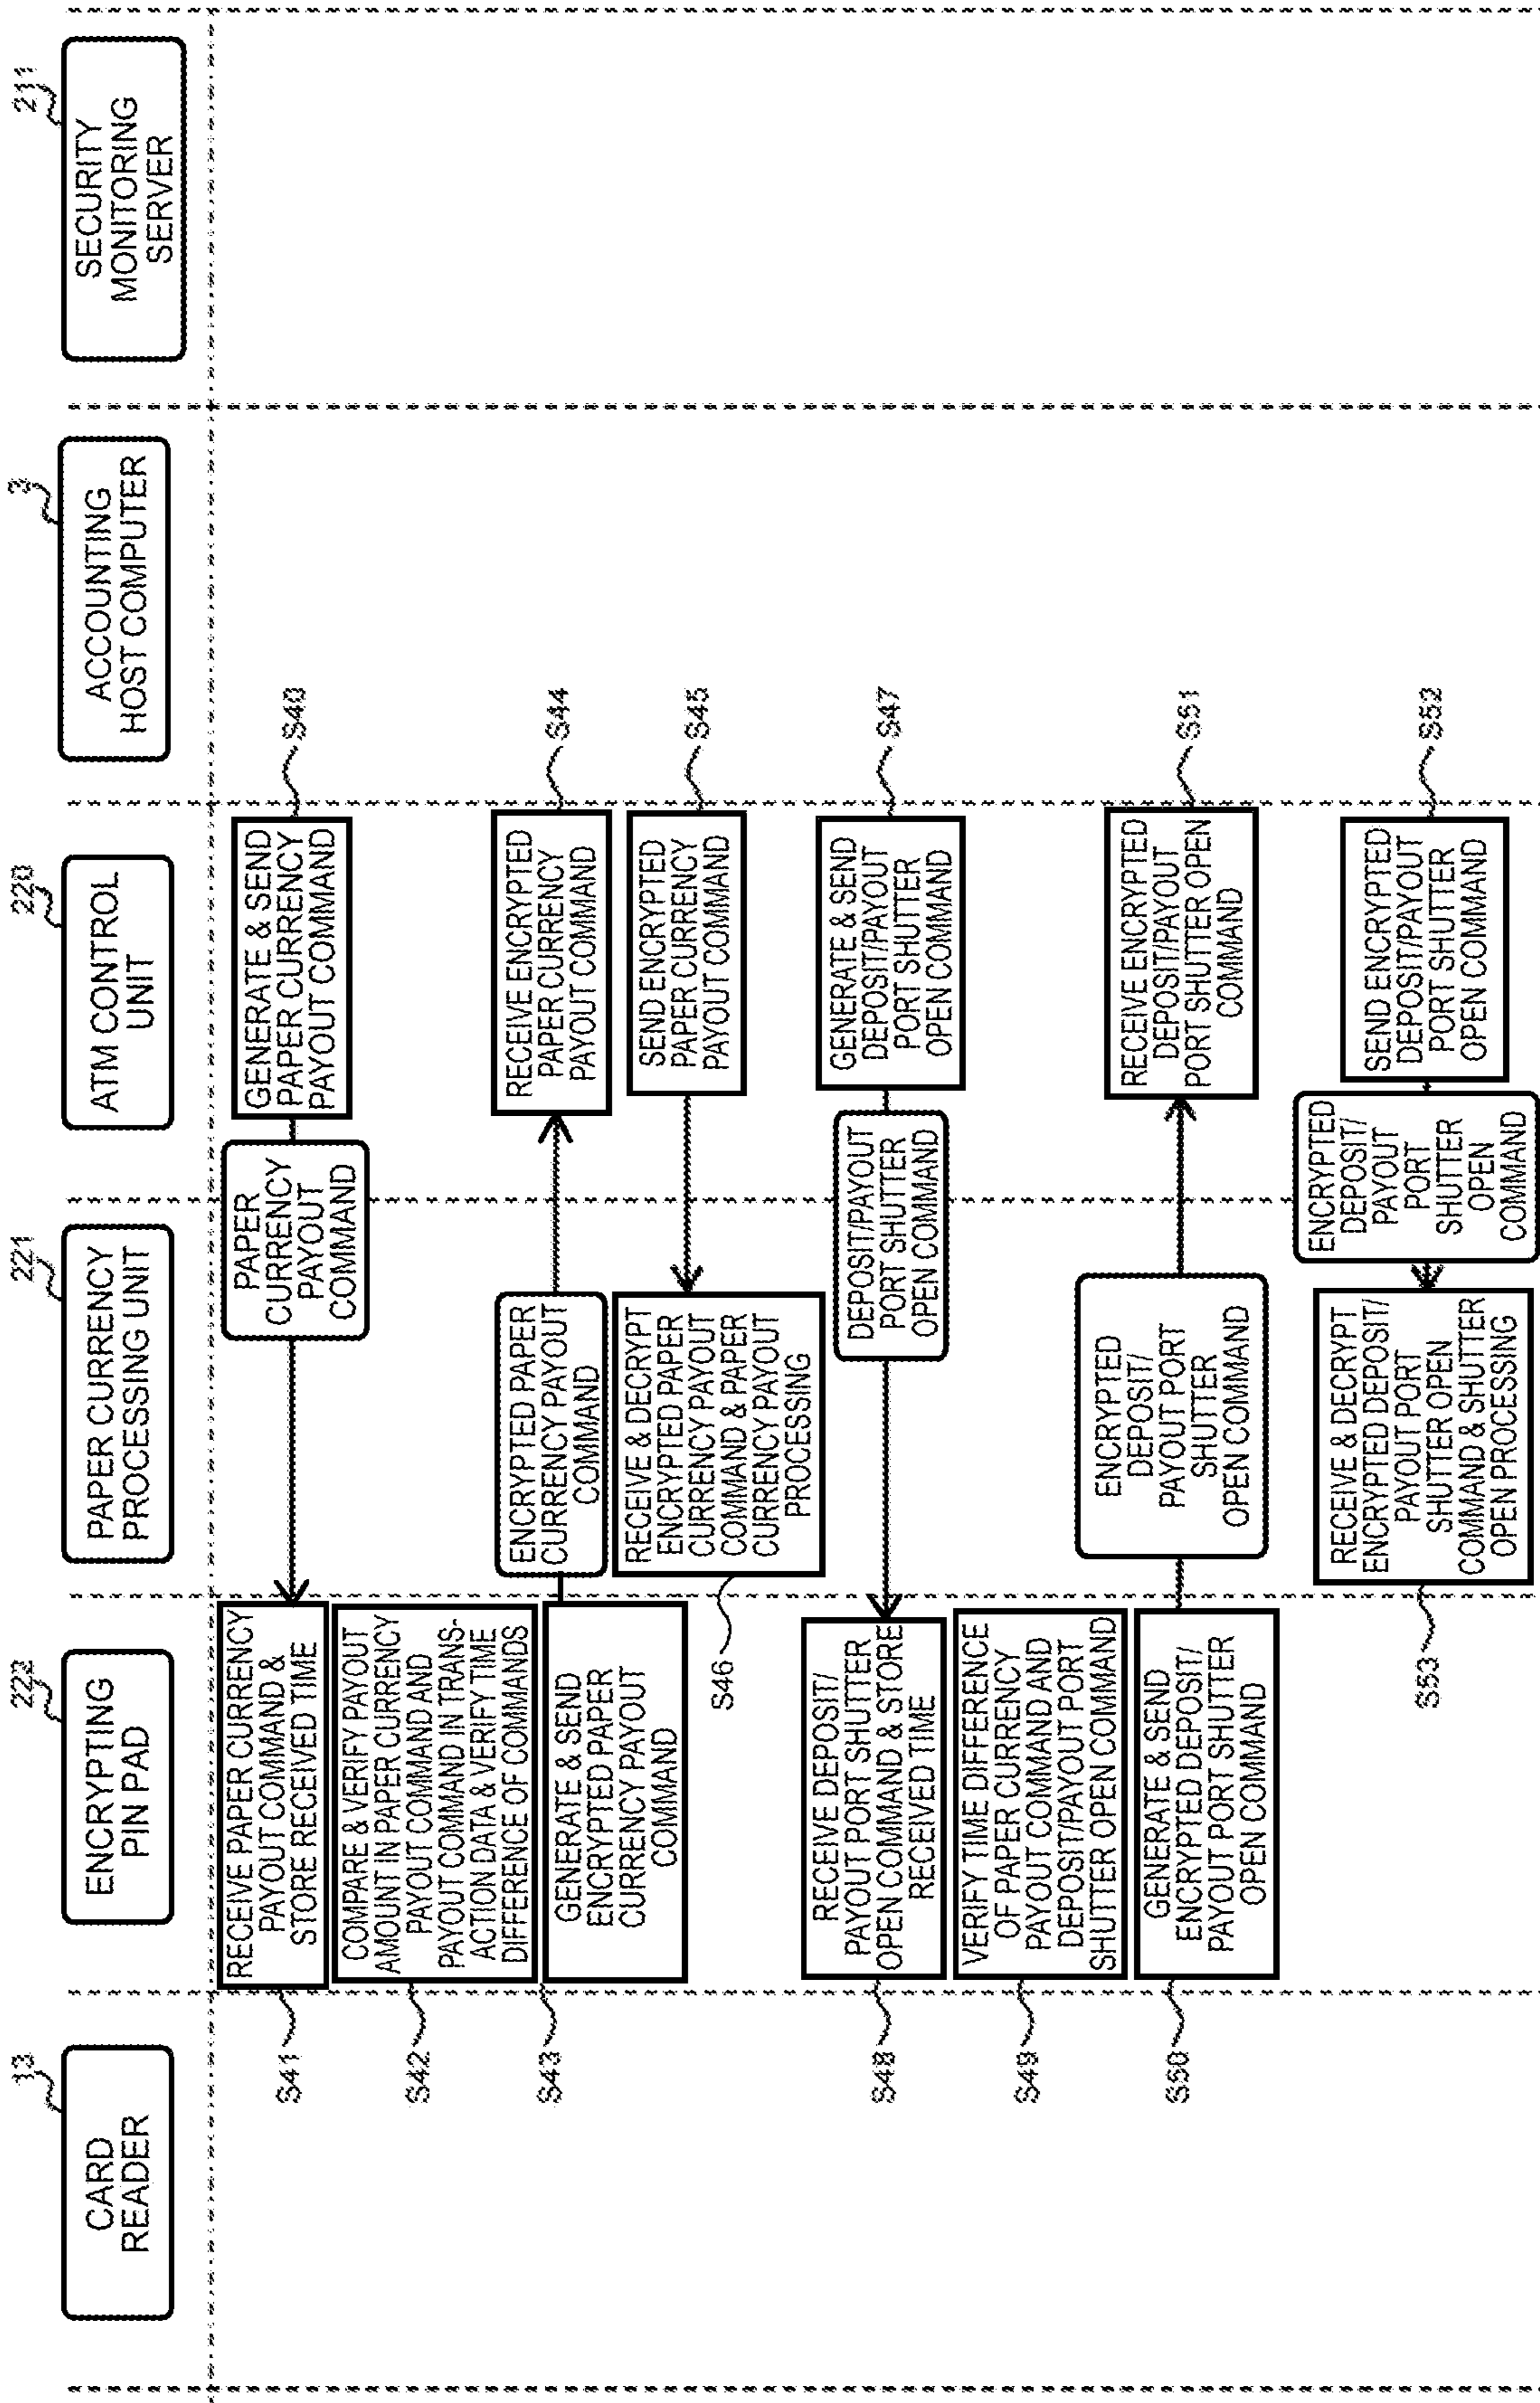 13
CARD
READER
222
ENCRYPTING
PIN PAD
221
PAPER CURRENCY
PROCESSING UNIT
220
ATM CONTROL
UNIT
3
ACCOUNTING
HOST COMPUTER
211
SECURITY
MONITORING
SERVER
GENERATE & SEND
PAPER CURRENCY
PAYOUT COMMAND
S40
PAPER
CURRENCY
PAYOUT
COMMAND
S41
RECEIVE PAPER CURRENCY
PAYOUT COMMAND &
STORE RECEIVED TIME
S42
COMPARE & VERIFY PAYOUT
AMOUNT IN PAPER CURRENCY
PAYOUT COMMAND AND
PAYOUT COMMAND IN TRANS-
ACTION DATA & VERIFY TIME
DIFFERENCE OF COMMANDS
S43
GENERATE & SEND
ENCRYPTED PAPER
CURRENCY PAYOUT
COMMAND
ENCRYPTED PAPER
CURRENCY PAYOUT
COMMAND
RECEIVE ENCRYPTED
PAPER CURRENCY
PAYOUT COMMAND
S44
SEND ENCRYPTED
PAPER CURRENCY
PAYOUT COMMAND
S45
RECEIVE & DECRYPT
ENCRYPTED PAPER
CURRENCY PAYOUT
COMMAND & PAPER
CURRENCY PAYOUT
PROCESSING
S46
GENERATE & SEND
DEPOSIT/PAYOUT
PORT SHUTTER
OPEN COMMAND
S47
DEPOSIT/PAYOUT
PORT SHUTTER
OPEN COMMAND
S48
RECEIVE DEPOSIT/
PAYOUT PORT SHUTTER
OPEN COMMAND & STORE
RECEIVED TIME
S49
VERIFY TIME DIFFERENCE
OF PAPER CURRENCY
PAYOUT COMMAND AND
DEPOSIT/PAYOUT PORT
SHUTTER OPEN COMMAND
S50
GENERATE & SEND
ENCRYPTED DEPOSIT/
PAYOUT PORT SHUTTER
OPEN COMMAND
ENCRYPTED
DEPOSIT/
PAYOUT PORT
SHUTTER
OPEN COMMAND
RECEIVE ENCRYPTED
DEPOSIT/PAYOUT
PORT SHUTTER OPEN
COMMAND
S51
SEND ENCRYPTED
DEPOSIT/PAYOUT
PORT SHUTTER
OPEN COMMAND
S52
ENCRYPTED
DEPOSIT/
PAYOUT
PORT
SHUTTER
OPEN
COMMAND
RECEIVE & DECRYPT
ENCRYPTED DEPOSIT/
PAYOUT PORT
SHUTTER OPEN
COMMAND & SHUTTER
OPEN PROCESSING
S53